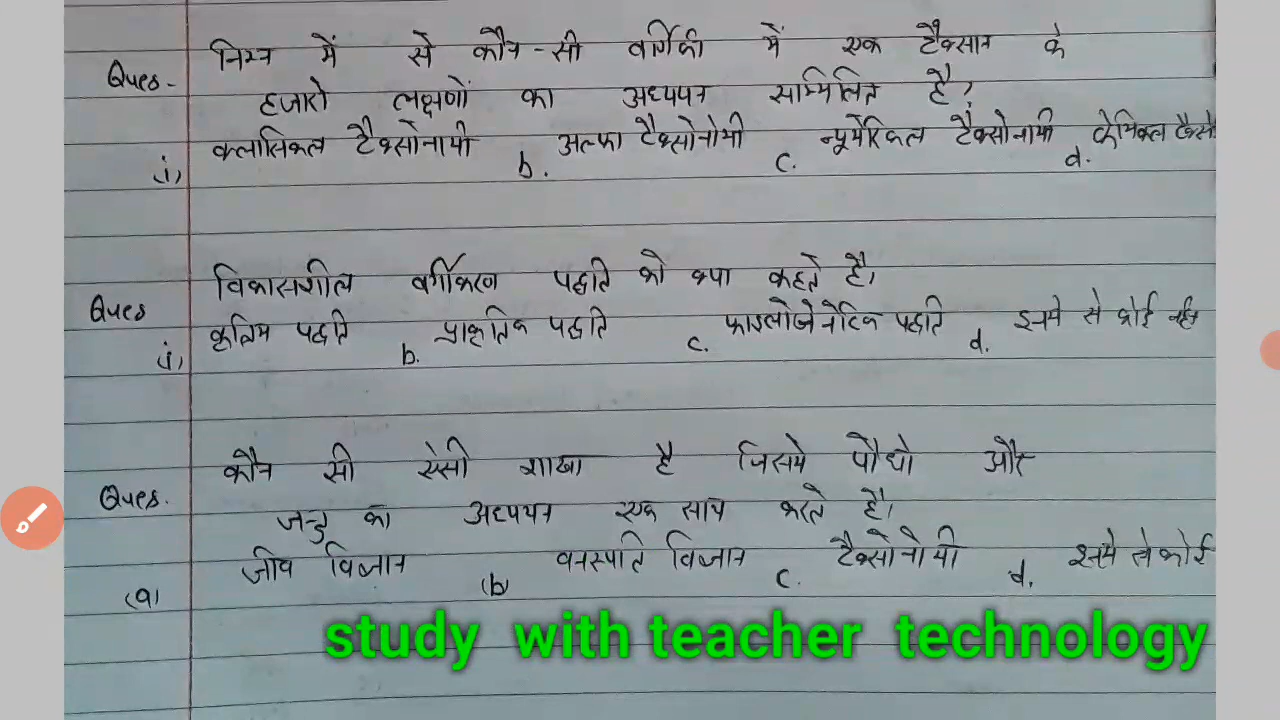 Ques- निम्न में से कौन-सी वर्गिकी में एक टैक्सान के
हजारो लक्षणों का अध्ययन सम्मिलित है,
(i) क्लासिकल टैक्सोनामी b. अल्फा टैक्सोनोमी c. न्यूमेरिकल टैक्सोनामी d. केमिकल टैक्सो
Ques विकासशील वर्गीकरण पद्धति को क्या कहते है,
(i) कृत्रिम पद्धति b. प्राकृतिक पद्धति c. फाइलोजेनेटिक पद्धति d. इनमे से कोई नही
Ques. कौन सी ऐसी शाखा है जिसमे पौधो और
जन्तु का अध्ययन एक साथ करते है,
(a) जीव विज्ञान (b) वनस्पति विज्ञान c. टैक्सोनोमी d. इनमे से कोई
study with teacher technology